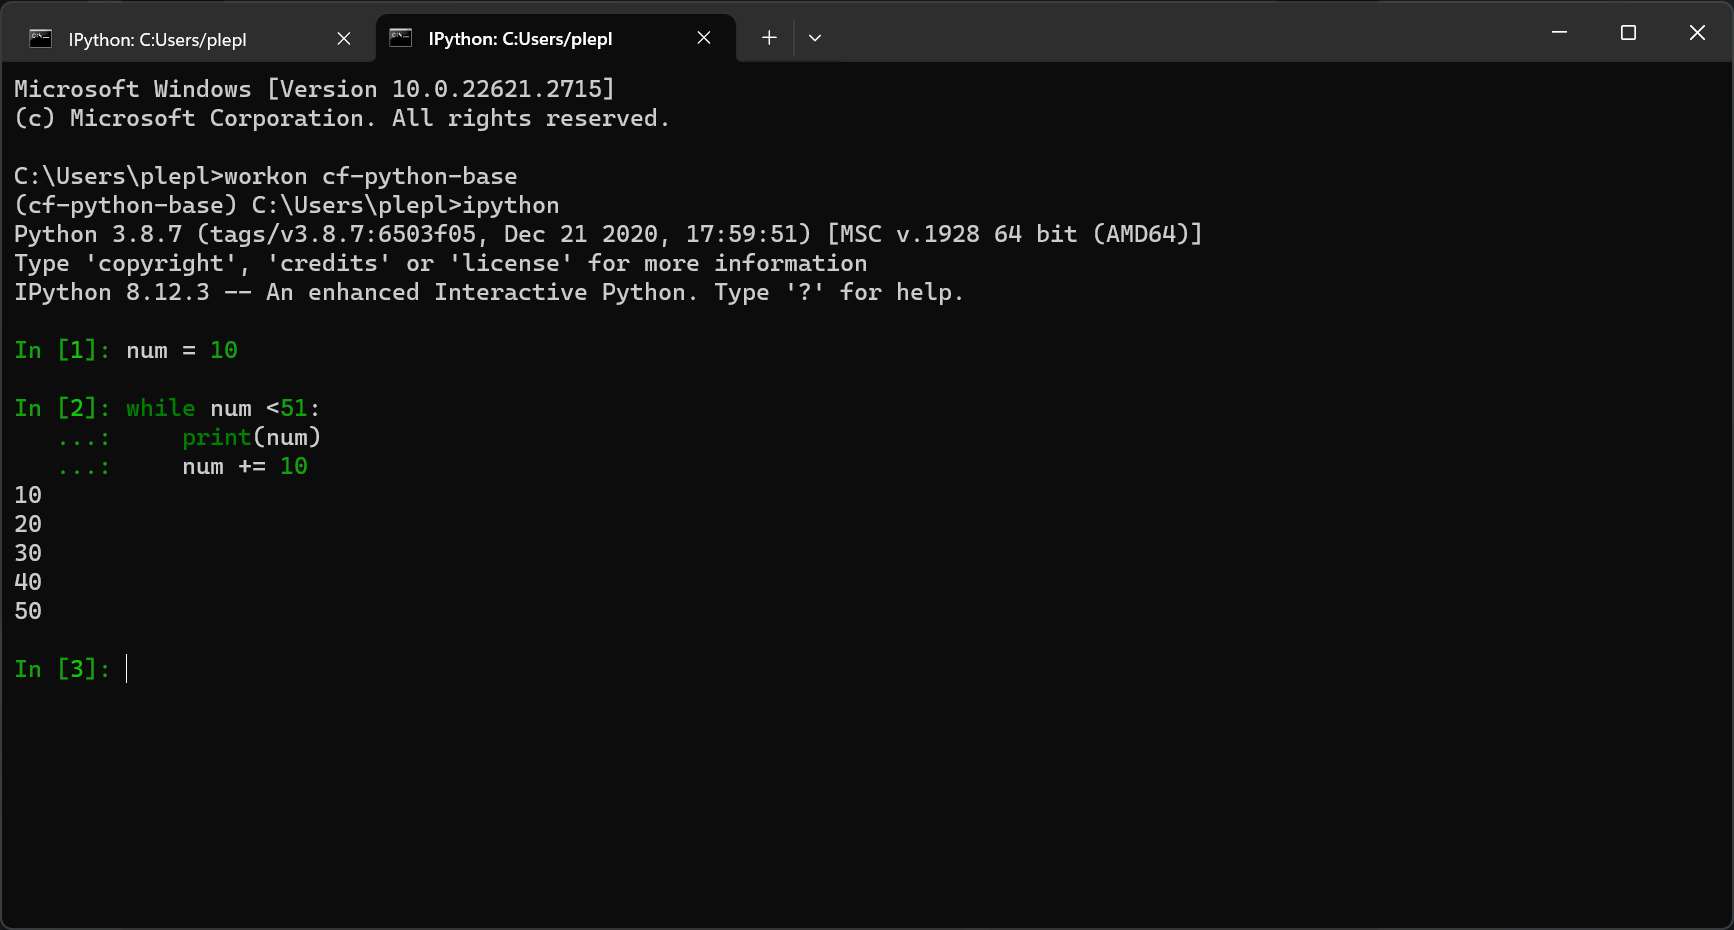 IPython: C:Users/plepl
IPython: C:Users/plepl
Microsoft Windows [Version 10.0.22621.2715]
(c) Microsoft Corporation. All rights reserved.
C:\Users\plepl>workon cf-python-base
(cf-python-base) C:\Users\plepl>ipython
Python 3.8.7 (tags/v3.8.7:6503f05, Dec 21 2020, 17:59:51) [MSC v.1928 64 bit (AMD64)]
Type 'copyright', 'credits' or 'license' for more information
IPython 8.12.3 -- An enhanced Interactive Python. Type '?' for help.
In [1]: num = 10
In [2]: while num <51:
   ...:     print(num)
   ...:     num += 10
10
20
30
40
50
In [3]: